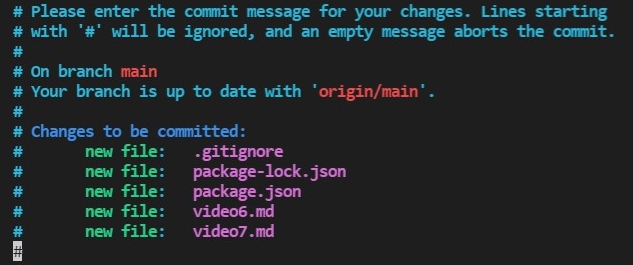 # Please enter the commit message for your changes. Lines starting
# with '#' will be ignored, and an empty message aborts the commit.
#
# On branch main
# Your branch is up to date with 'origin/main'.
#
# Changes to be committed:
#       new file:   .gitignore
#       new file:   package-lock.json
#       new file:   package.json
#       new file:   video6.md
#       new file:   video7.md
#